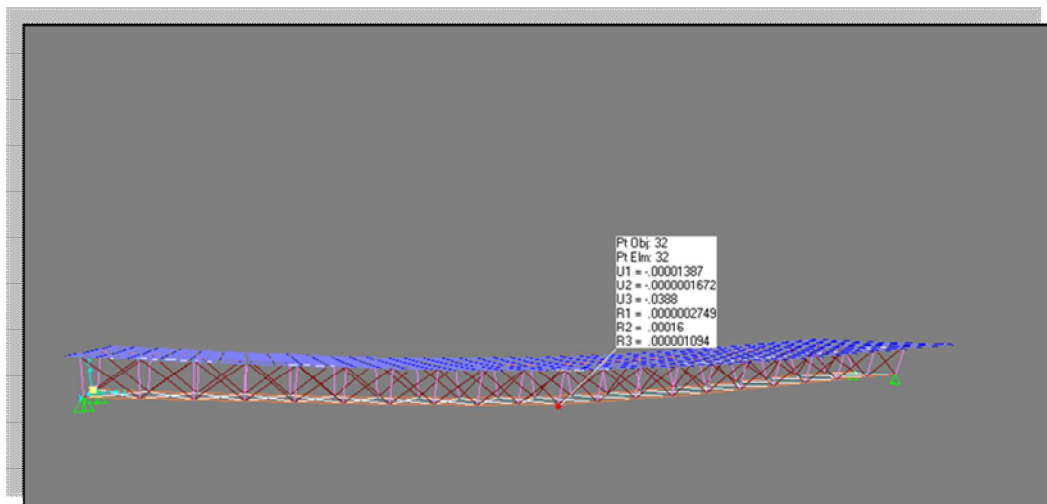 Pt Obj: 32
Pt Elm: 32
U1 = -.00001387
U2 = -.0000001672
U3 = -.0388
R1 = .0000002749
R2 = .00016
R3 = .000001094